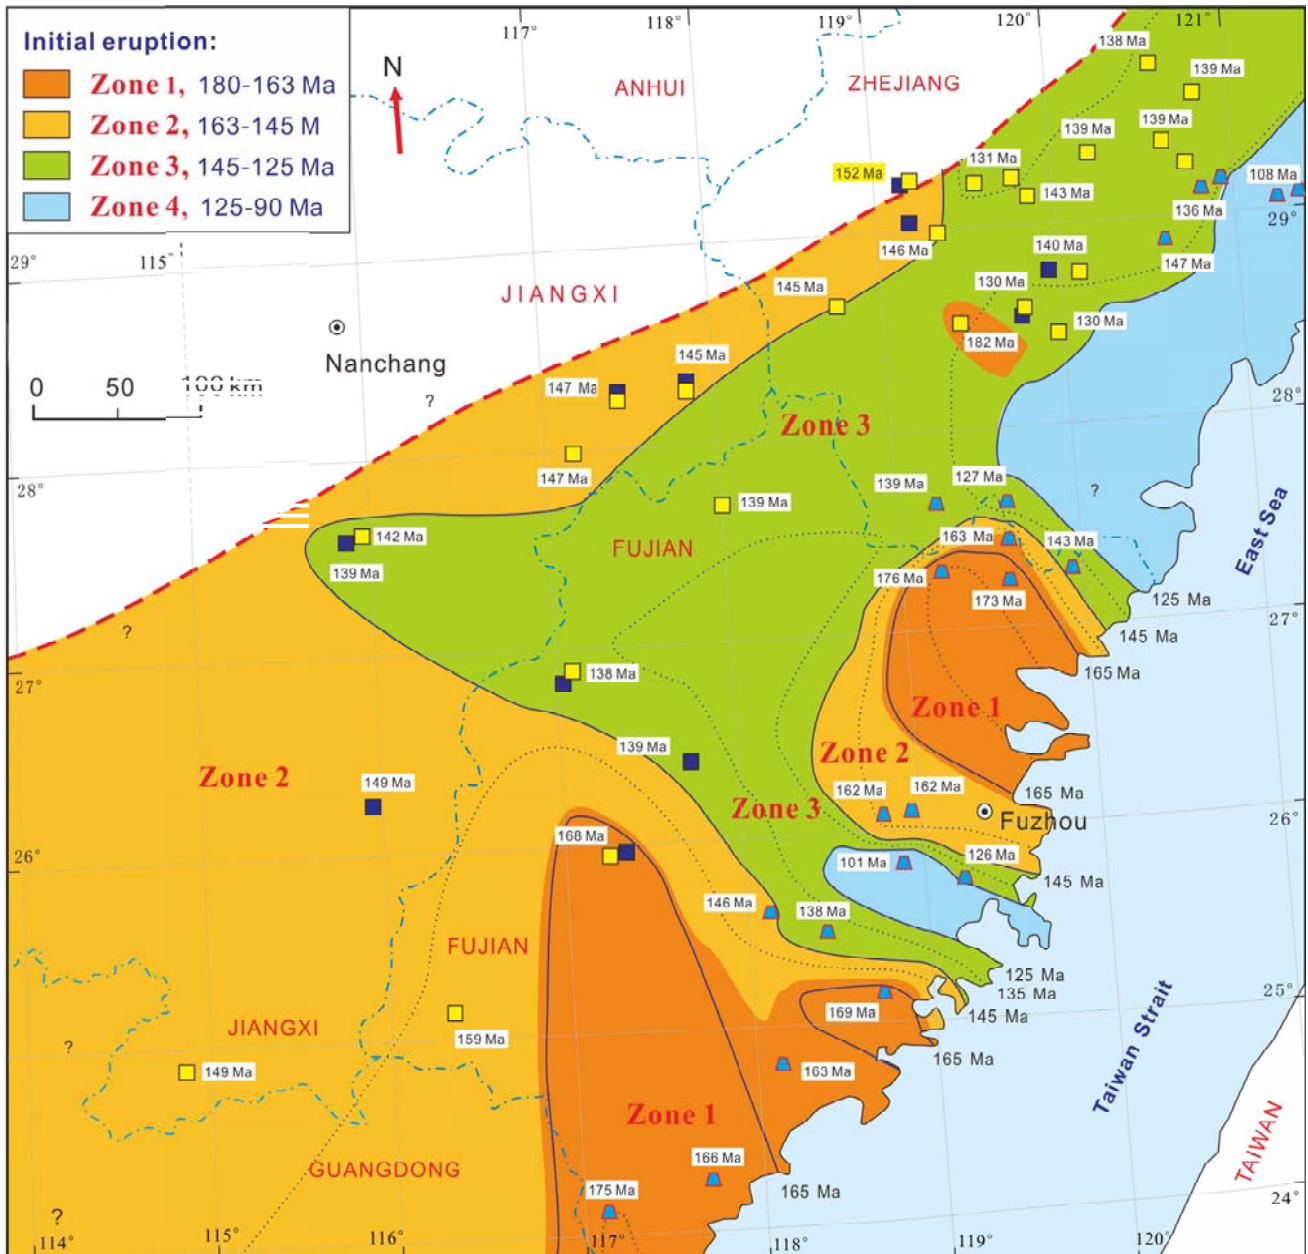 Initial eruption:
Zone 1, 180-163 Ma
Zone 2, 163-145 M
Zone 3, 145-125 Ma
Zone 4, 125-90 Ma
117°
118°
119°
120°
121°
N
ANHUI
ZHEJIANG
138 Ma
139 Ma
139 Ma
139 Ma
131 Ma
152 Ma
143 Ma
108 Ma
136 Ma
29°
146 Ma
140 Ma
147 Ma
29°
115°
JIANGXI
145 Ma
130 Ma
130 Ma
182 Ma
Nanchang
0 50 100 km
?
147 Ma
145 Ma
28°
Zone 3
147 Ma
28°
139 Ma
139 Ma
127 Ma
?
142 Ma
FUJIAN
163 Ma
143 Ma
East Sea
139 Ma
176 Ma
173 Ma
125 Ma
27°
?
145 Ma
138 Ma
165 Ma
27°
Zone 1
139 Ma
Zone 2
Zone 2
149 Ma
162 Ma
162 Ma
165 Ma
Zone 3
Fuzhou
26°
168 Ma
26°
101 Ma
126 Ma
145 Ma
146 Ma
138 Ma
FUJIAN
125 Ma
135 Ma
25°
169 Ma
145 Ma
JIANGXI
159 Ma
?
165 Ma
149 Ma
163 Ma
Taiwan Strait
Zone 1
TAIWAN
GUANGDONG
166 Ma
175 Ma
165 Ma
24°
?
114°
115°
116°
117°
118°
119°
120°